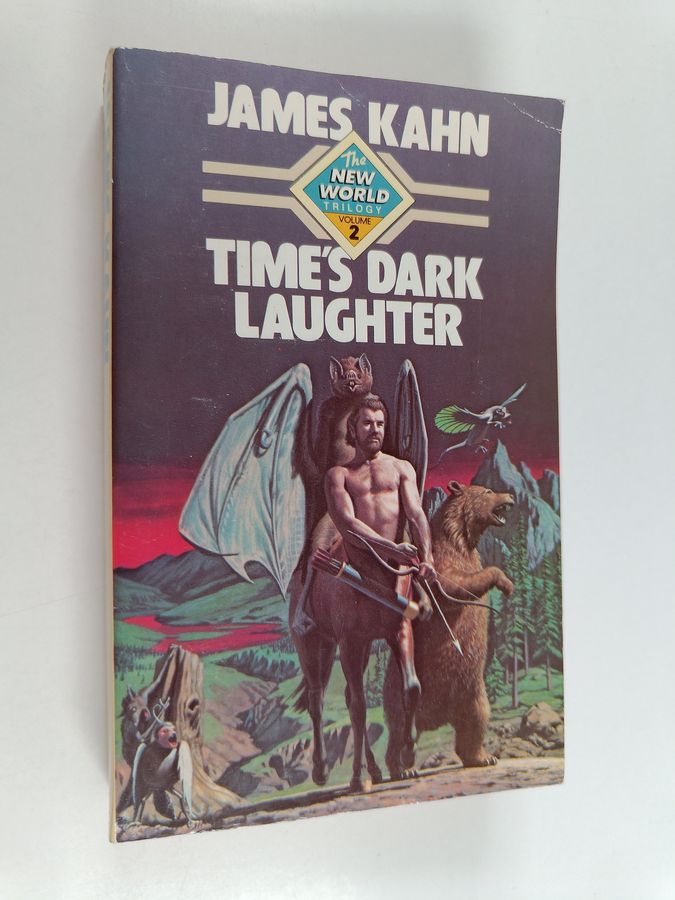 JAMES KAHN
The
NEW
WORLD
TRILOGY
VOLUME
2
TIME'S DARK
LAUGHTER